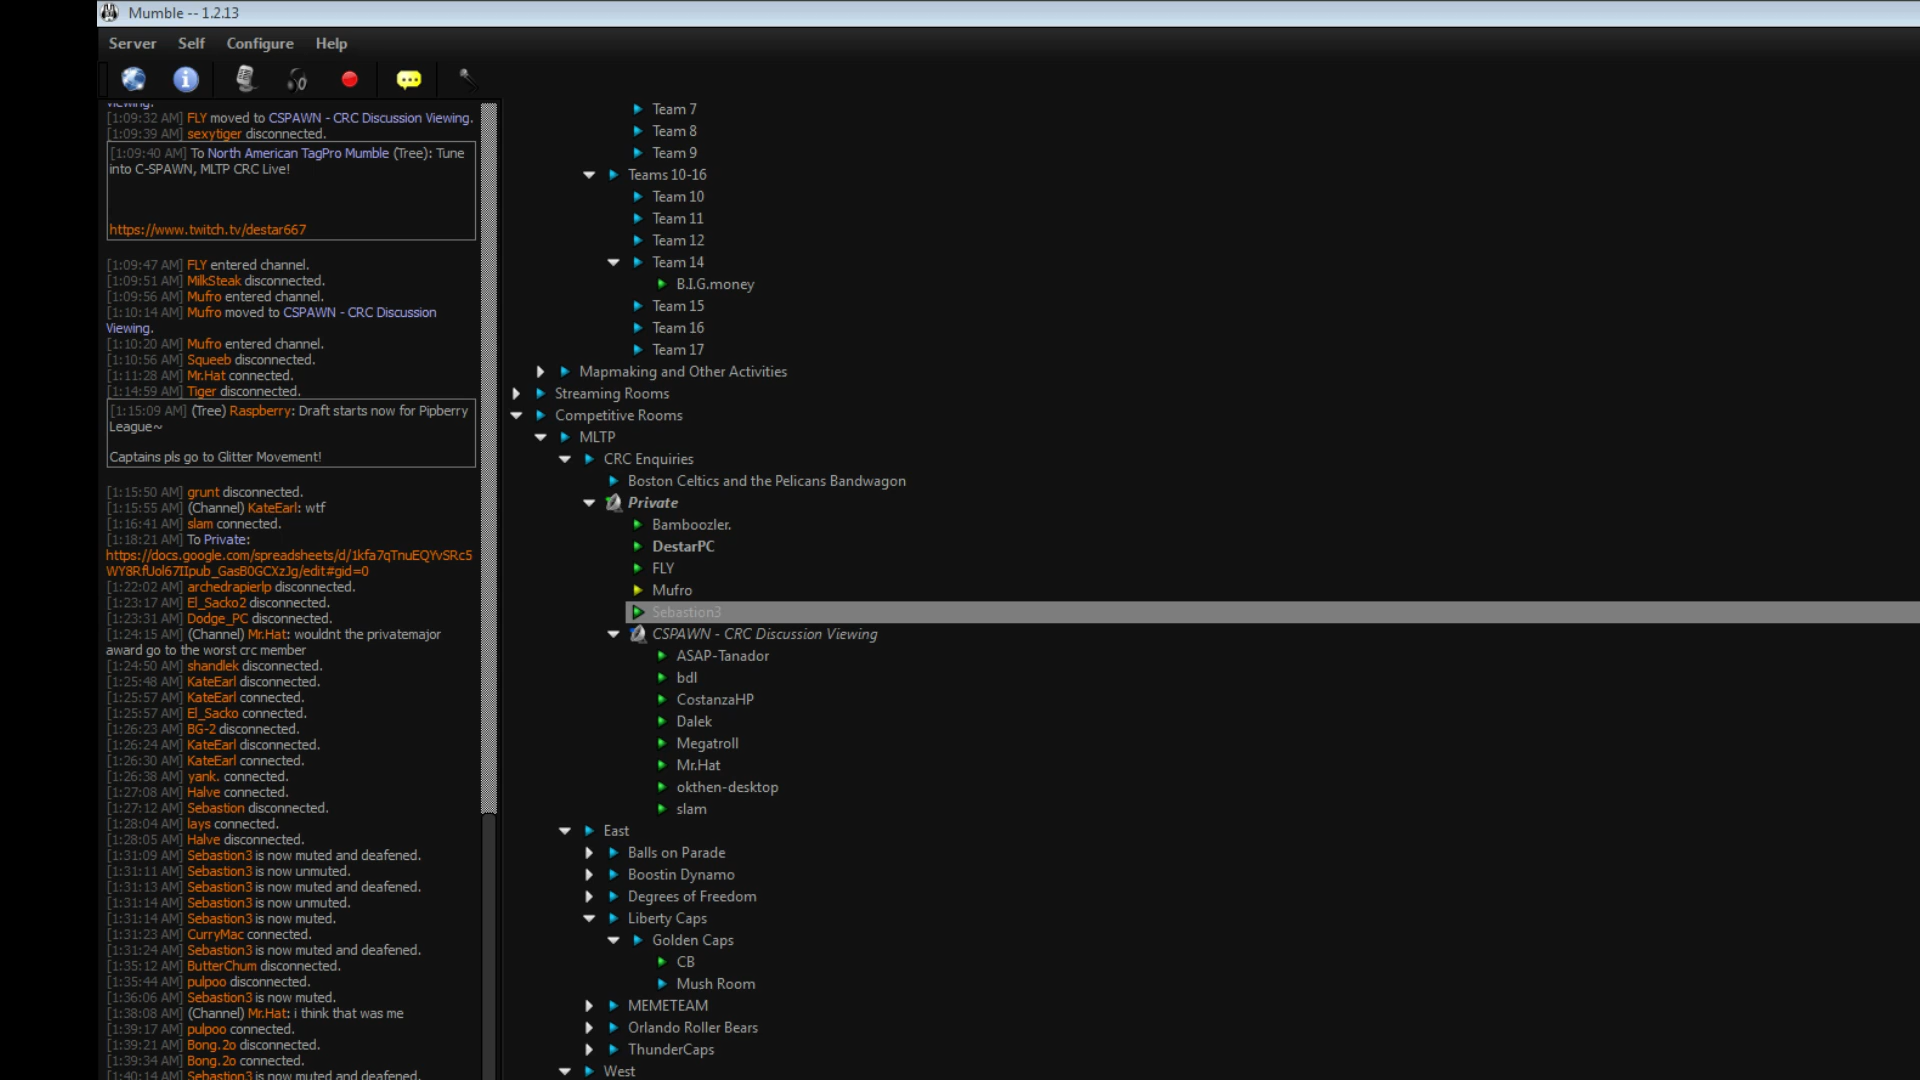 Mumble -- 1.2.13
Server Self Configure Help
viewing.
[1:09:32 AM] FLY moved to CSPAWN - CRC Discussion Viewing.
[1:09:39 AM] sexytiger disconnected.
[1:09:40 AM] To North American TagPro Mumble (Tree): Tune
into C-SPAWN, MLTP CRC Live!
https://www.twitch.tv/destar667
[1:09:47 AM] FLY entered channel.
[1:09:51 AM] MilkSteak disconnected.
[1:09:56 AM] Mufro entered channel.
[1:10:14 AM] Mufro moved to CSPAWN - CRC Discussion
Viewing.
[1:10:20 AM] Mufro entered channel.
[1:10:56 AM] Squeeb disconnected.
[1:11:28 AM] Mr.Hat connected.
[1:14:59 AM] Tiger disconnected.
[1:15:09 AM] (Tree) Raspberry: Draft starts now for Pipberry
League~
Captains pls go to Glitter Movement!
[1:15:50 AM] grunt disconnected.
[1:15:55 AM] (Channel) KateEarl: wtf
[1:16:41 AM] slam connected.
[1:18:21 AM] To Private:
https://docs.google.com/spreadsheets/d/1kfa7qTnuEQYvSRc5
WY8RfUol67IIpub_GasB0GCXzJg/edit#gid=0
[1:22:02 AM] archedrapierlp disconnected.
[1:23:17 AM] El_Sacko2 disconnected.
[1:23:31 AM] Dodge_PC disconnected.
[1:24:15 AM] (Channel) Mr.Hat: wouldnt the privatemajor
award go to the worst crc member
[1:24:50 AM] shandlek disconnected.
[1:25:48 AM] KateEarl disconnected.
[1:25:57 AM] KateEarl connected.
[1:25:57 AM] El_Sacko connected.
[1:26:23 AM] BG-2 disconnected.
[1:26:24 AM] KateEarl disconnected.
[1:26:30 AM] KateEarl connected.
[1:26:38 AM] yank. connected.
[1:27:08 AM] Halve connected.
[1:27:12 AM] Sebastion disconnected.
[1:28:04 AM] lays connected.
[1:28:05 AM] Halve disconnected.
[1:31:09 AM] Sebastion3 is now muted and deafened.
[1:31:11 AM] Sebastion3 is now unmuted.
[1:31:13 AM] Sebastion3 is now muted and deafened.
[1:31:14 AM] Sebastion3 is now unmuted.
[1:31:14 AM] Sebastion3 is now muted.
[1:31:23 AM] CurryMac connected.
[1:31:24 AM] Sebastion3 is now muted and deafened.
[1:35:12 AM] ButterChum disconnected.
[1:35:44 AM] pulpoo disconnected.
[1:36:06 AM] Sebastion3 is now muted.
[1:38:08 AM] (Channel) Mr.Hat: i think that was me
[1:39:17 AM] pulpoo connected.
[1:39:21 AM] Bong.2o disconnected.
[1:39:34 AM] Bong.2o connected.
[1:40:14 AM] Sebastion3 is now muted and deafened.
Team 7
Team 8
Team 9
Teams 10-16
Team 10
Team 11
Team 12
Team 14
B.I.G.money
Team 15
Team 16
Team 17
Mapmaking and Other Activities
Streaming Rooms
Competitive Rooms
MLTP
CRC Enquiries
Boston Celtics and the Pelicans Bandwagon
Private
Bamboozler.
DestarPC
FLY
Mufro
Sebastion3
CSPAWN - CRC Discussion Viewing
ASAP-Tanador
bdl
CostanzaHP
Dalek
Megatroll
Mr.Hat
okthen-desktop
slam
East
Balls on Parade
Boostin Dynamo
Degrees of Freedom
Liberty Caps
Golden Caps
CB
Mush Room
MEMETEAM
Orlando Roller Bears
ThunderCaps
West